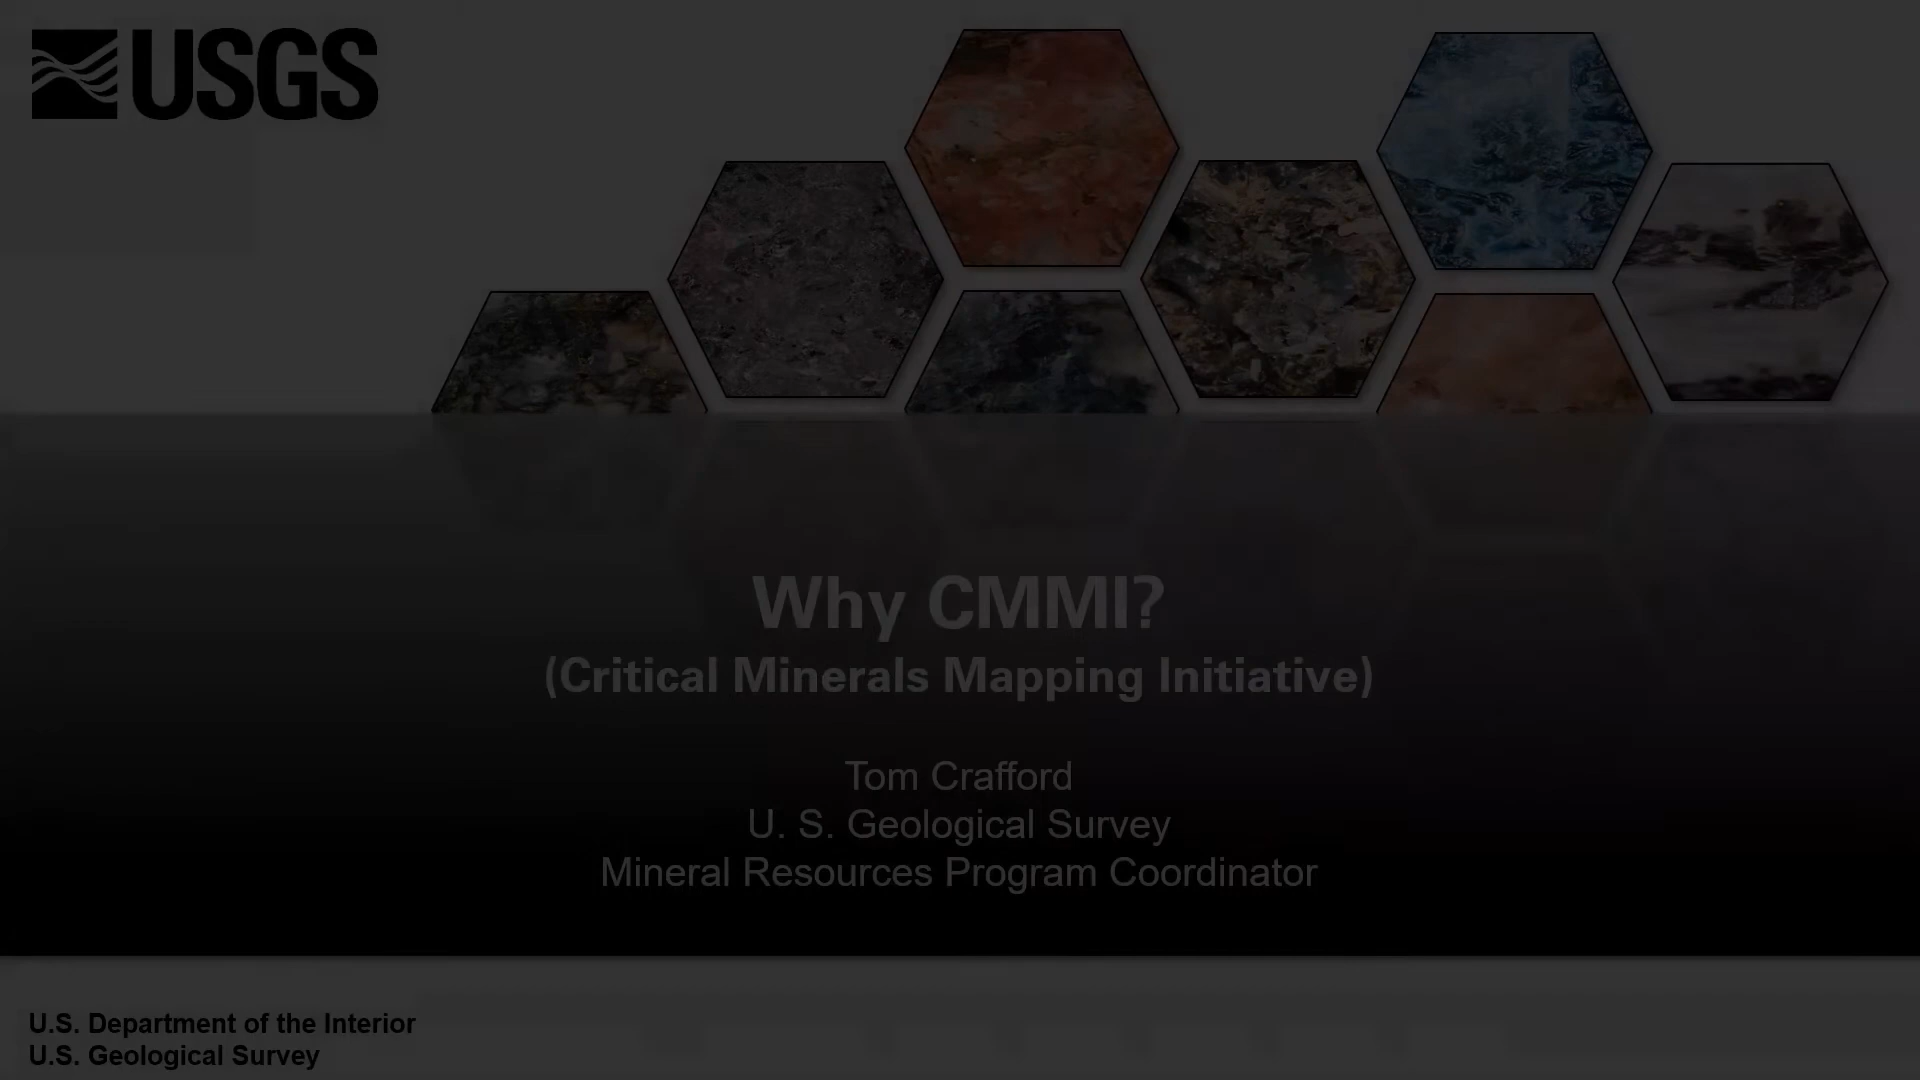 USGS
Why CMMI?
(Critical Minerals Mapping Initiative)
Tom Crafford
U. S. Geological Survey
Mineral Resources Program Coordinator
U.S. Department of the Interior
U.S. Geological Survey